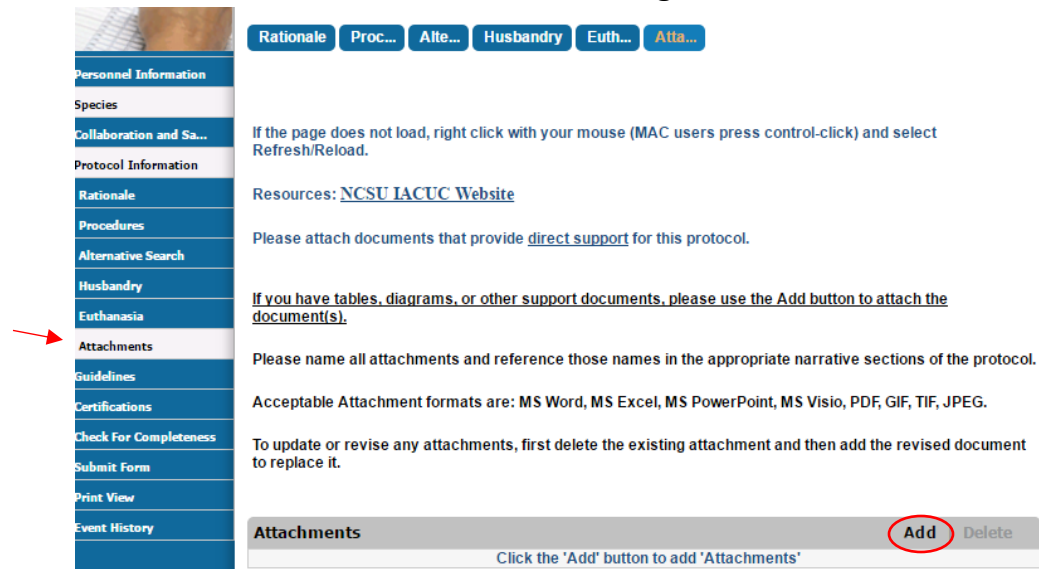 Rationale Proc... Alte... Husbandry Euth... Atta...
Personnel Information
Species
Collaboration and Sa...
Protocol Information
Rationale
Procedures
Alternative Search
Husbandry
Euthanasia
Attachments
Guidelines
Certifications
Check For Completeness
Submit Form
Print View
Event History
If the page does not load, right click with your mouse (MAC users press control-click) and select
Refresh/Reload.
Resources: NCSU IACUC Website
Please attach documents that provide direct support for this protocol.
If you have tables, diagrams, or other support documents, please use the Add button to attach the
document(s).
Please name all attachments and reference those names in the appropriate narrative sections of the protocol.
Acceptable Attachment formats are: MS Word, MS Excel, MS PowerPoint, MS Visio, PDF, GIF, TIF, JPEG.
To update or revise any attachments, first delete the existing attachment and then add the revised document
to replace it.
Attachments Add Delete
Click the 'Add' button to add 'Attachments'